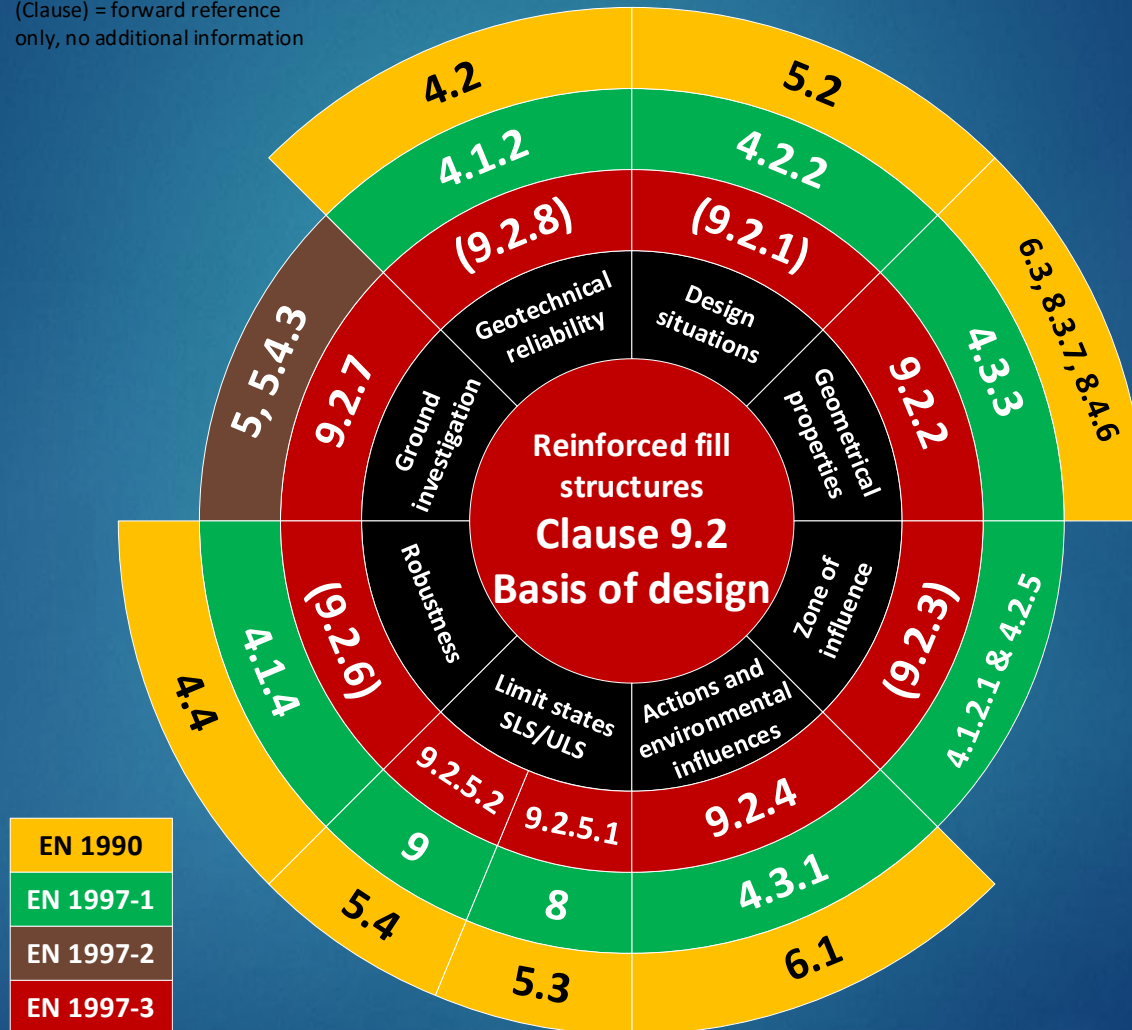 (Clause) = forward reference
only, no additional information
4.2
5.2
6.3, 8.3.7, 8.4.6
4.1.2
4.2.2
4.3.3
(9.2.8)
(9.2.1)
9.2.2
Geotechnical
reliability
Design
situations
Geometrical
properties
5, 5.4.3
9.2.7
Ground
investigation
Reinforced fill
structures
Clause 9.2
Basis of design
Zone of
influence
(9.2.3)
4.1.2.1 & 4.2.5
Robustness
(9.2.6)
4.1.4
4.4
Limit states
SLS/ULS
Actions and
environmental
influences
9.2.5.2
9.2.5.1
9.2.4
9
8
4.3.1
5.4
5.3
6.1
EN 1990
EN 1997-1
EN 1997-2
EN 1997-3